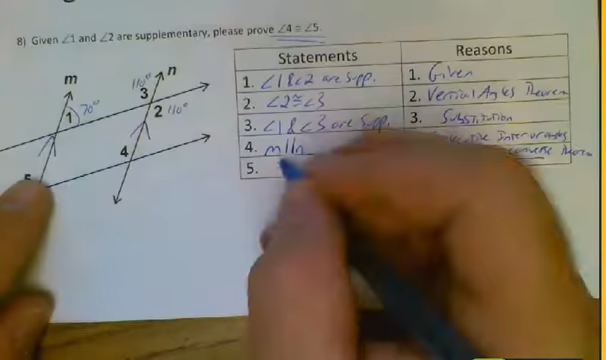 8) Given ∠1 and ∠2 are supplementary, please prove ∠4 ≅ ∠5.
m
n
110°
3
1
70°
2
110°
4
5
Statements
Reasons
1. ∠1 & ∠2 are supp.
1. Given
2. ∠2 ≅ ∠3
2. Vertical Angles Theorem
3. ∠1 & ∠3 are Supp.
3. Substitution
4. m||n
5.